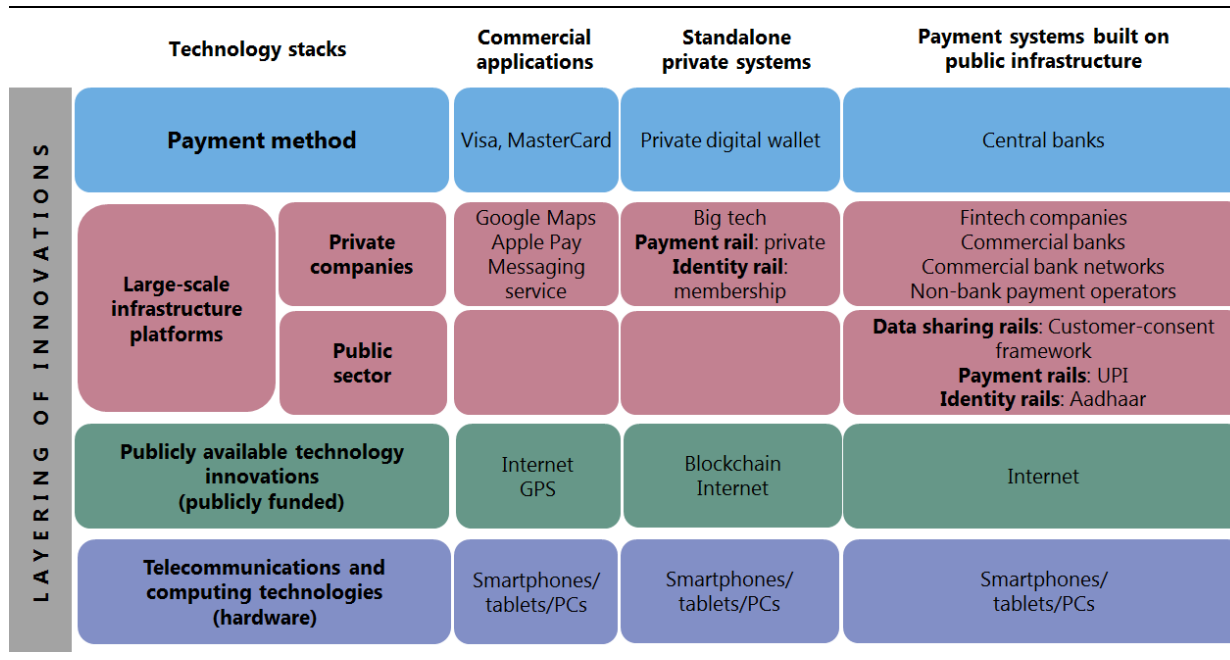 Technology stacks
Commercial
applications
Standalone
private systems
Payment systems built on
public infrastructure
LAYERING OF INNOVATIONS
Payment method
Visa, MasterCard
Private digital wallet
Central banks
Large-scale
infrastructure
platforms
Private
companies
Google Maps
Apple Pay
Messaging
service
Big tech
Payment rail: private
Identity rail:
membership
Fintech companies
Commercial banks
Commercial bank networks
Non-bank payment operators
Public
sector
Data sharing rails: Customer-consent
framework
Payment rails: UPI
Identity rails: Aadhaar
Publicly available technology
innovations
(publicly funded)
Internet
GPS
Blockchain
Internet
Internet
Telecommunications and
computing technologies
(hardware)
Smartphones/
tablets/PCs
Smartphones/
tablets/PCs
Smartphones/
tablets/PCs